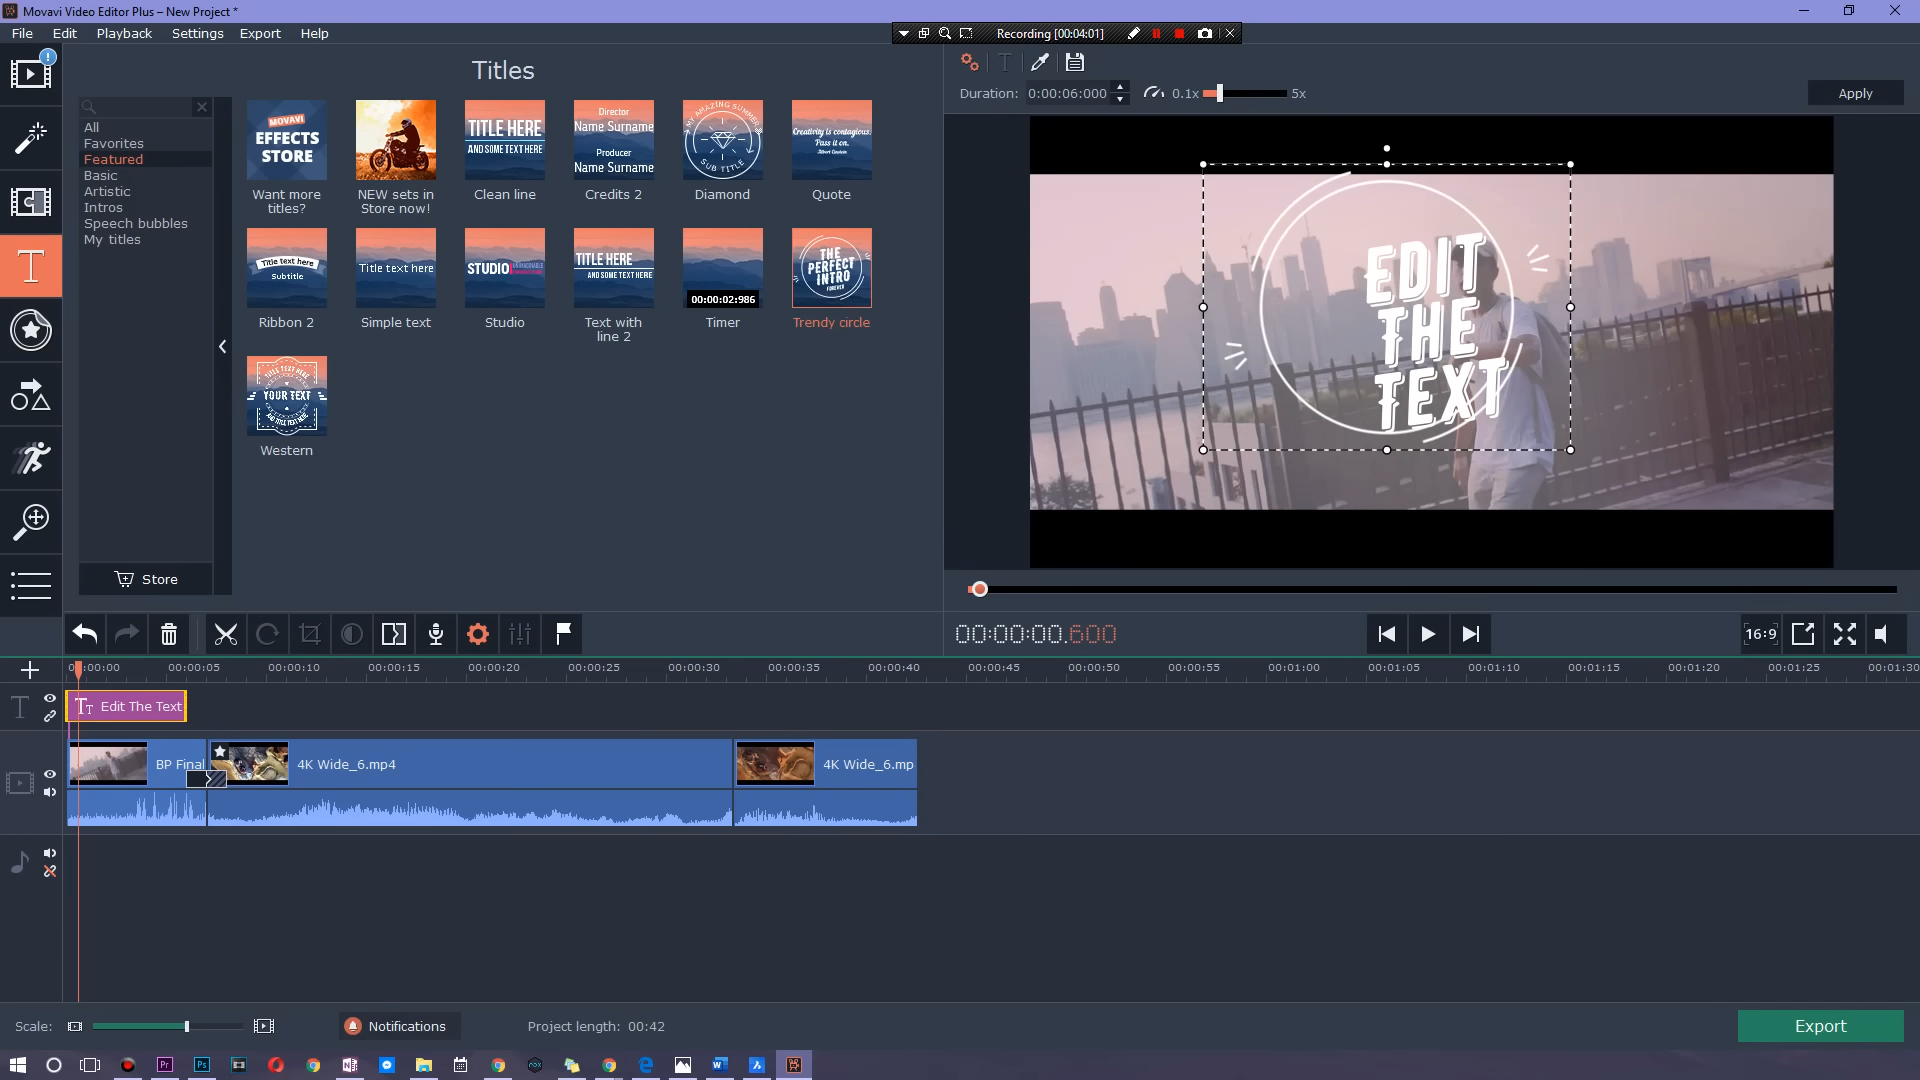 Movavi Video Editor Plus – New Project *
File Edit Playback Settings Export Help
Recording [00:04:01]
Titles
Duration: 0:00:06:000 0.1x 5x
Apply
All
Favorites
Featured
Basic
Artistic
Intros
Speech bubbles
My titles
Store
MOVAVI
EFFECTS
STORE
Want more
titles?
NEW sets in
Store now!
TITLE HERE
AND SOME TEXT HERE
Clean line
Director
Name Surname
Producer
Name Surname
Credits 2
MY AMAZING SUMMER
SUB TITLE
Diamond
Creativity is contagious.
Pass it on.
Albert Einstein
Quote
Title text here
Subtitle
Ribbon 2
Title text here
Simple text
STUDIO
Studio
TITLE HERE
AND SOME TEXT HERE
Text with
line 2
00:00:02:986
Timer
THE
PERFECT
INTRO
FOREVER
Trendy circle
TITLE TEXT HERE
YOUR TEXT
Western
EDIT
THE
TEXT
00:00:00.600
16:9
00:00:00 00:00:05 00:00:10 00:00:15 00:00:20 00:00:25 00:00:30 00:00:35 00:00:40 00:00:45 00:00:50 00:00:55 00:01:00 00:01:05 00:01:10 00:01:15 00:01:20 00:01:25 00:01:30
Edit The Text
BP Final
4K Wide_6.mp4
4K Wide_6.mp
Scale:
Notifications
Project length: 00:42
Export
Pr
Ps